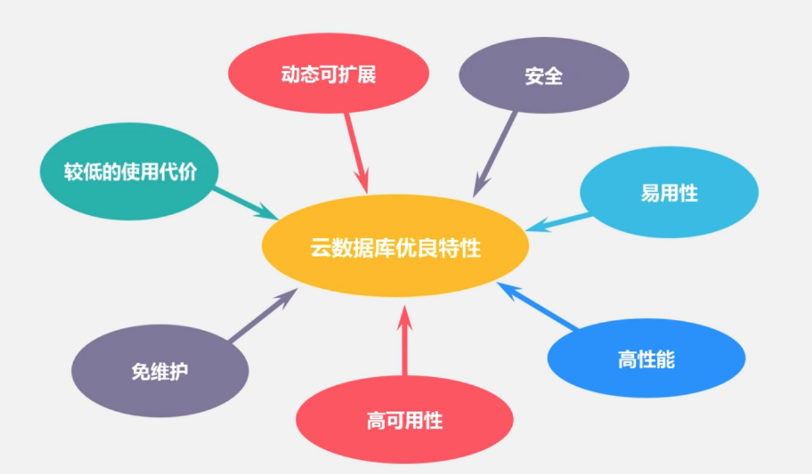 动态可扩展
安全
较低的使用代价
易用性
云数据库优良特性
高性能
免维护
高可用性